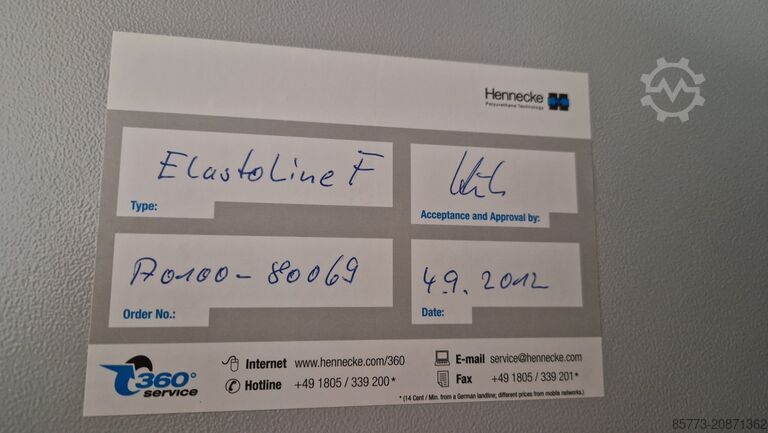 Hennecke
Polyurethane Technology
ElastoLine F
Type:
Acceptance and Approval by:
Order No.:
4.9.2012
Date:
360°
service
Internet www.hennecke.com/360
Hotline +49 1805 / 339 200*
E-mail service@hennecke.com
Fax +49 1805 / 339 201*
* (14 Cent / Min. from a German landline; different prices from mobile networks.)
85773-20871362